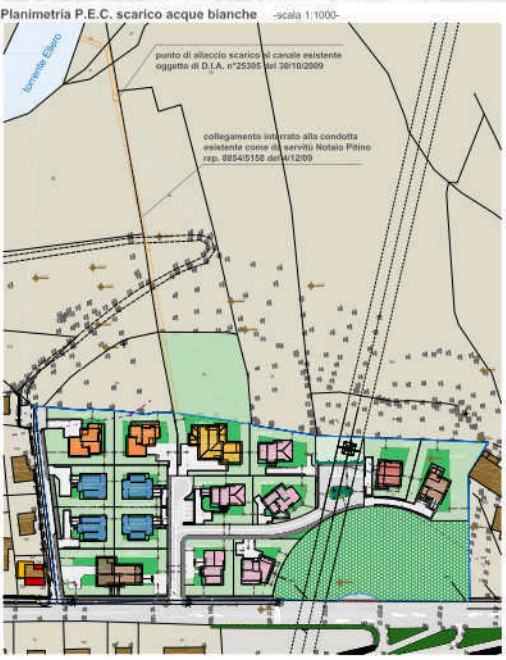 Planimetria P.E.C. scarico acque bianche -scala 1:1000-
torrente Ellero
punto di allaccio scarico al canale esistente
oggetto di D.I.A. n°25305 del 30/10/2009
collegamento interrato alla condotta
esistente come da servitù Notaio Pitino
rep. 8854/5158 del 4/12/09